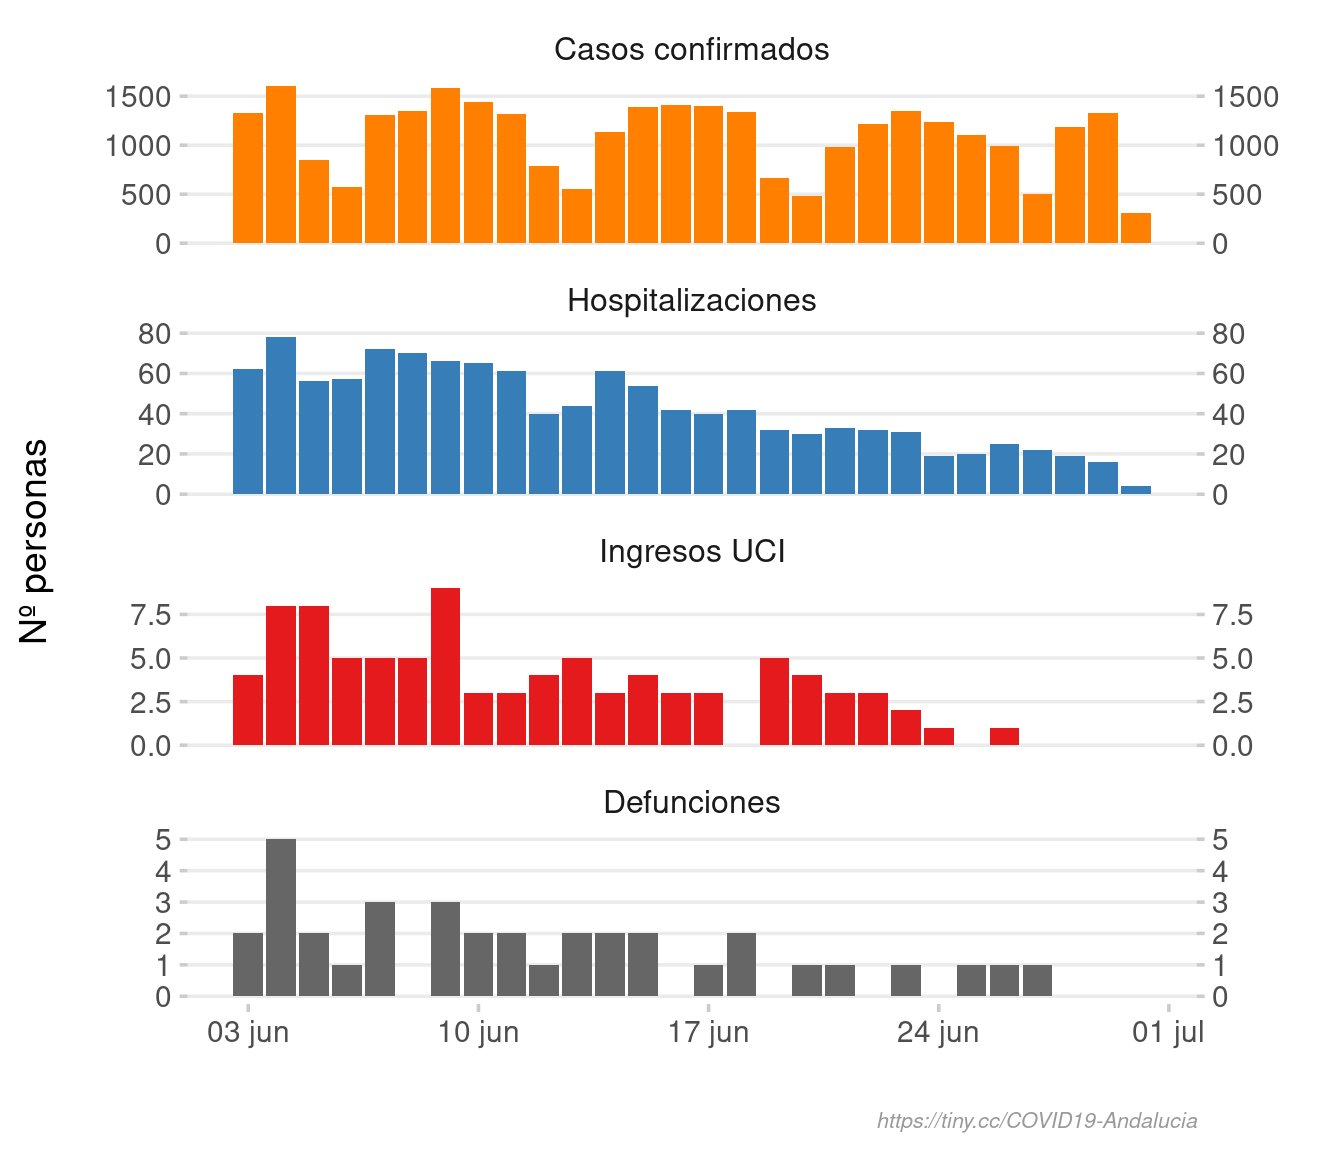 Casos confirmados
1500 1500
1000 1000
500 500
0 0
Hospitalizaciones
80 80
60 60
40 40
20 20
0 0
Nº personas
Ingresos UCI
7.5 7.5
5.0 5.0
2.5 2.5
0.0 0.0
Defunciones
5 5
4 4
3 3
2 2
1 1
0 0
03 jun 10 jun 17 jun 24 jun 01 jul
https://tiny.cc/COVID19-Andalucia